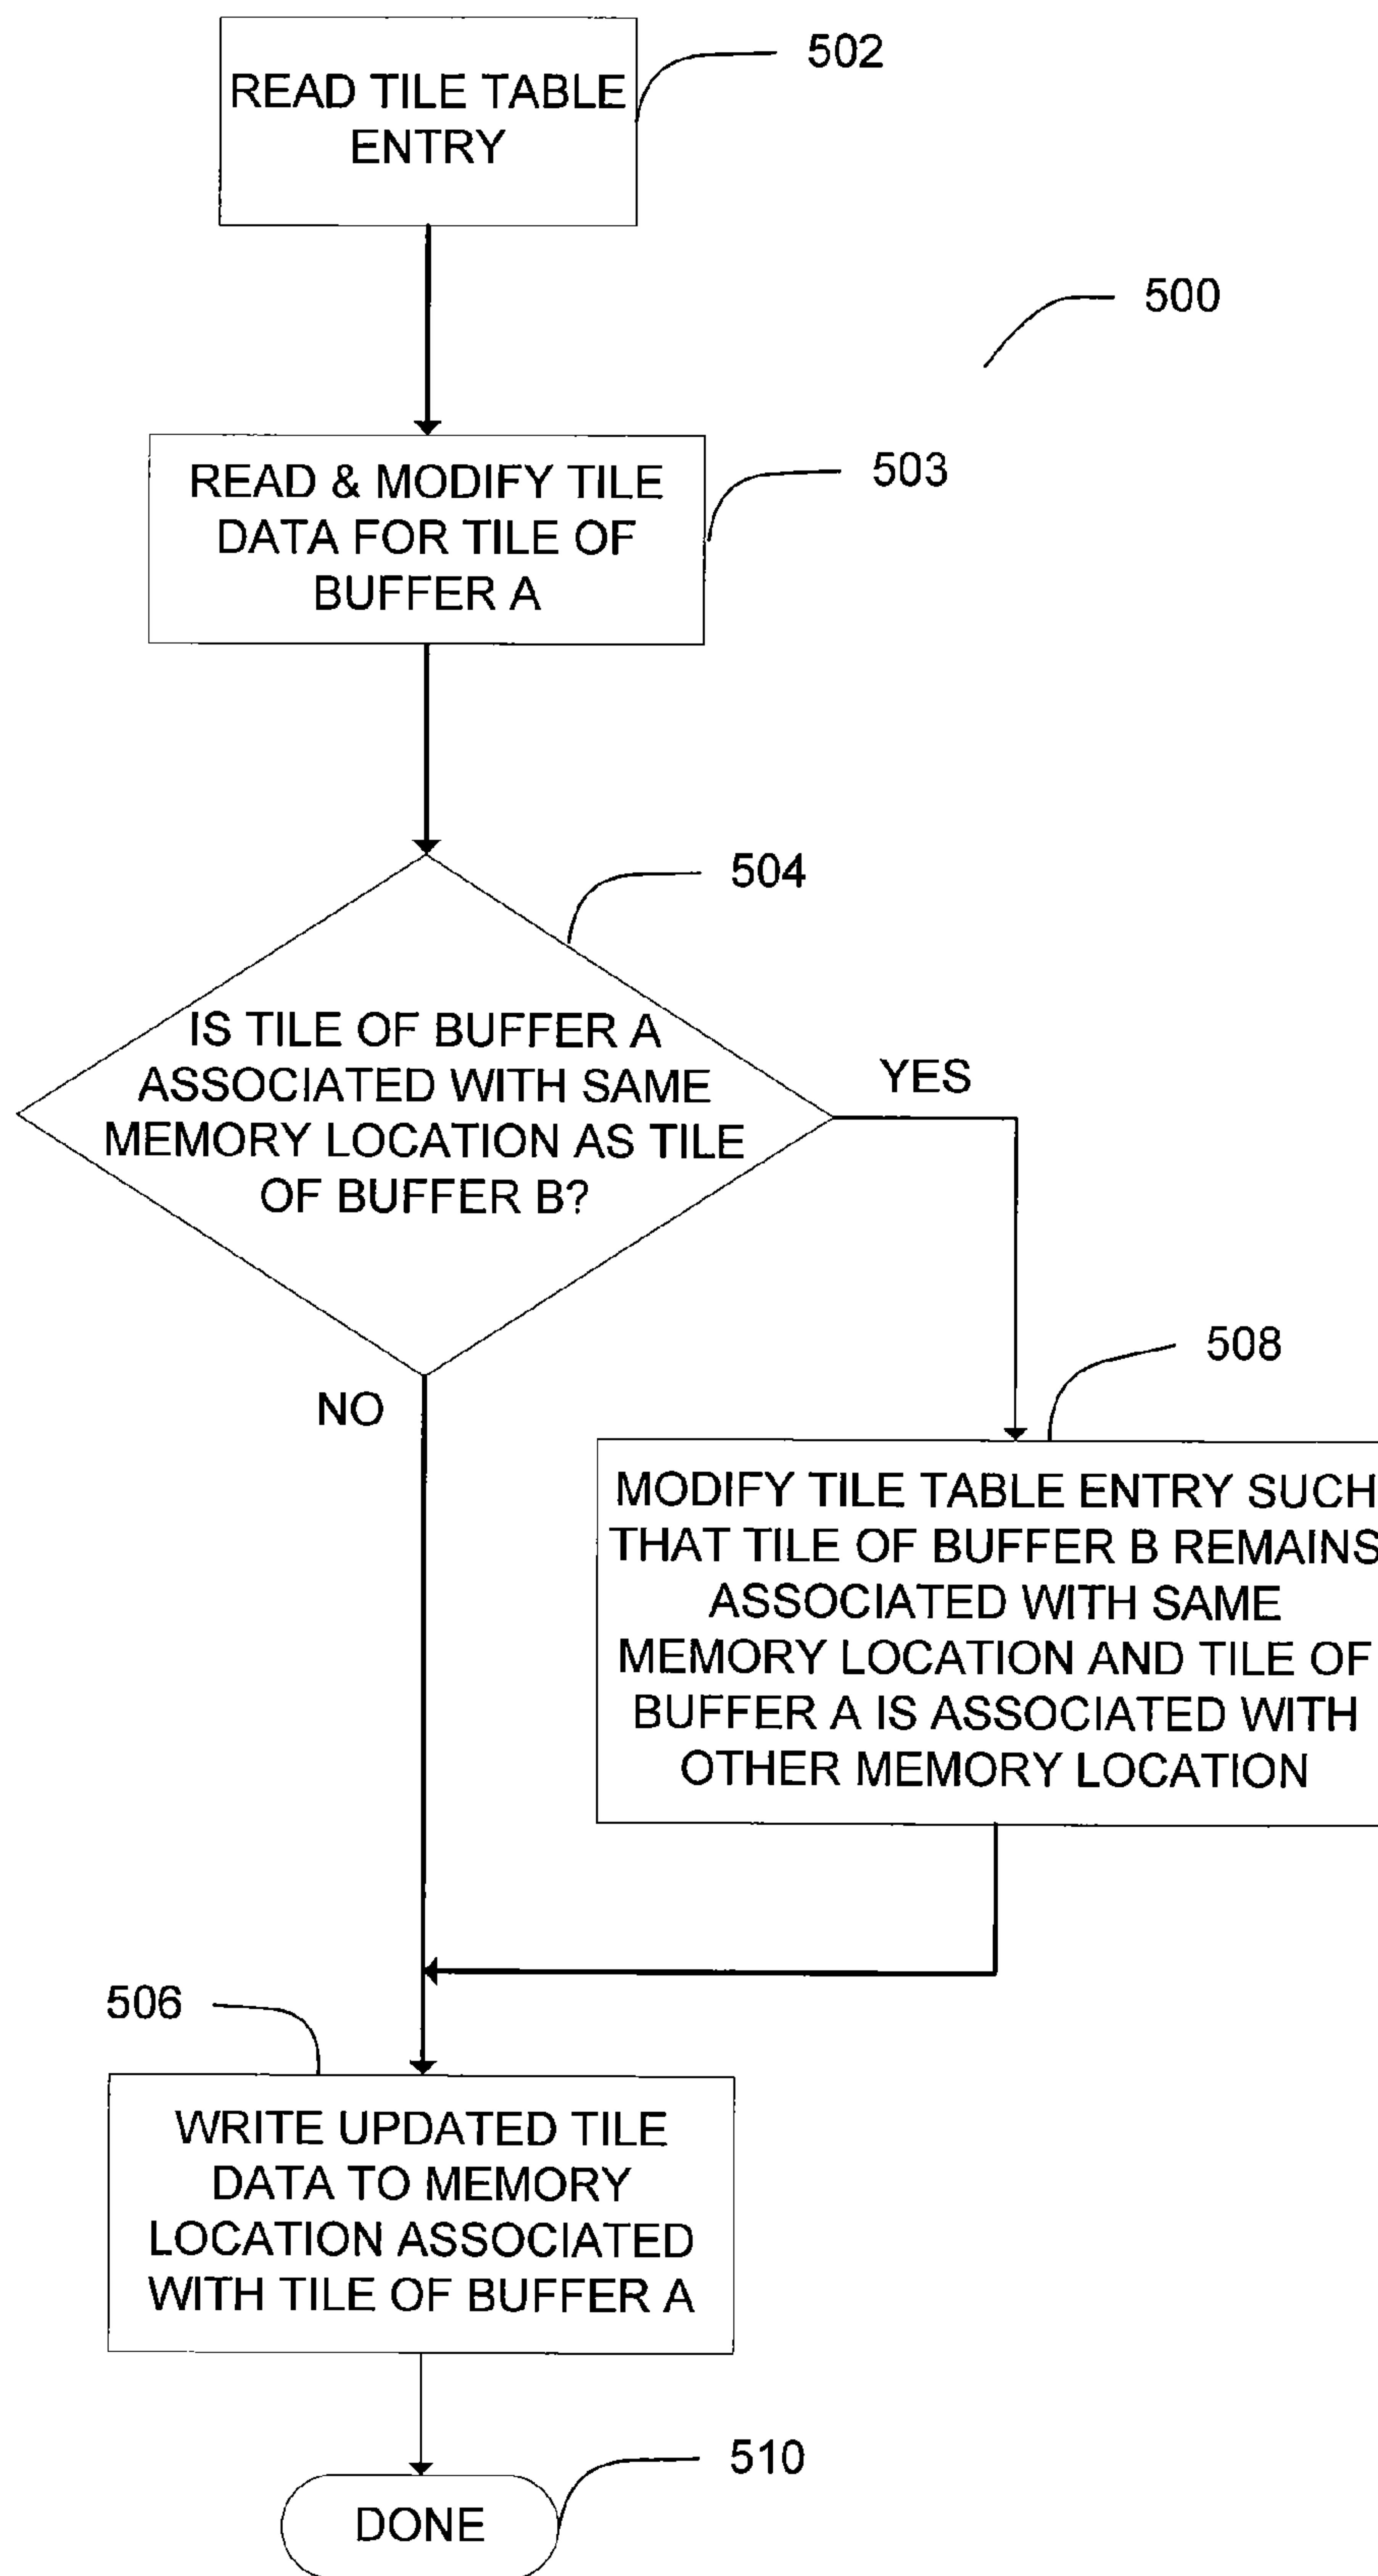 502
READ TILE TABLE
ENTRY
500
503
READ & MODIFY TILE
DATA FOR TILE OF
BUFFER A
504
IS TILE OF BUFFER A
ASSOCIATED WITH SAME
MEMORY LOCATION AS TILE
OF BUFFER B?
YES
NO
508
MODIFY TILE TABLE ENTRY SUCH
THAT TILE OF BUFFER B REMAINS
ASSOCIATED WITH SAME
MEMORY LOCATION AND TILE OF
BUFFER A IS ASSOCIATED WITH
OTHER MEMORY LOCATION
506
WRITE UPDATED TILE
DATA TO MEMORY
LOCATION ASSOCIATED
WITH TILE OF BUFFER A
510
DONE